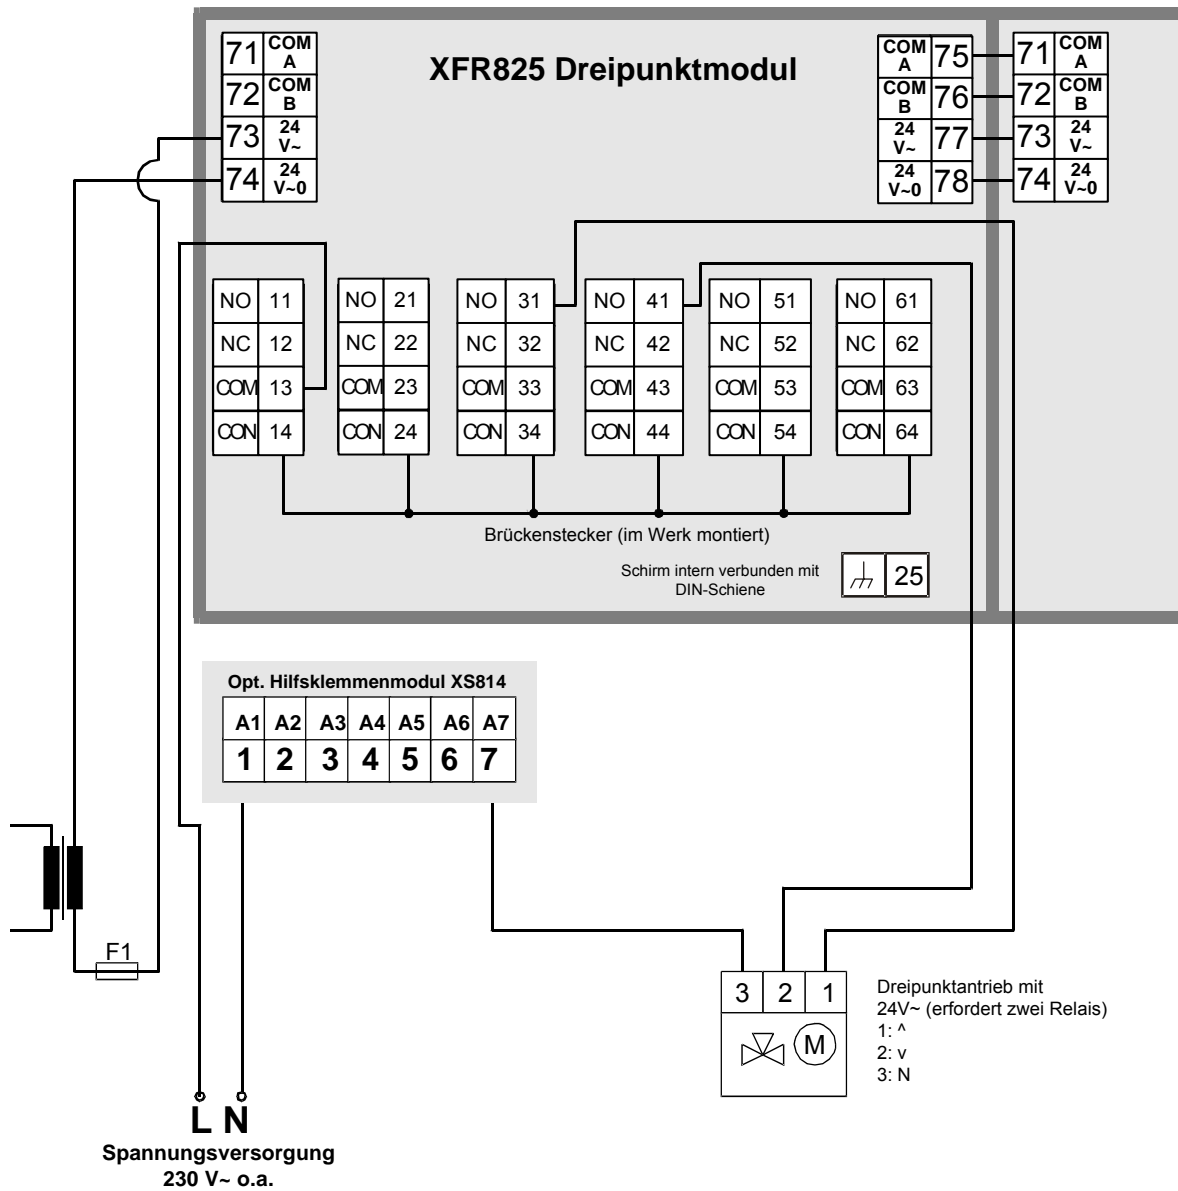 XFR825 Dreipunktmodul
71 COM A
72 COM B
73 24 V~
74 24 V~0
COM A 75
COM B 76
24 V~ 77
24 V~0 78
71 COM A
72 COM B
73 24 V~
74 24 V~0
NO 11 NO 21 NO 31 NO 41 NO 51 NO 61
NC 12 NC 22 NC 32 NC 42 NC 52 NC 62
COM 13 COM 23 COM 33 COM 43 COM 53 COM 63
CON 14 CON 24 CON 34 CON 44 CON 54 CON 64
Brückenstecker (im Werk montiert)
Schirm intern verbunden mit
DIN-Schiene
25
Opt. Hilfsklemmenmodul XS814
A1 A2 A3 A4 A5 A6 A7
1 2 3 4 5 6 7
F1
3 2 1
M
Dreipunktantrieb mit
24V~ (erfordert zwei Relais)
1: ^
2: v
3: N
L N
Spannungsversorgung
230 V~ o.a.